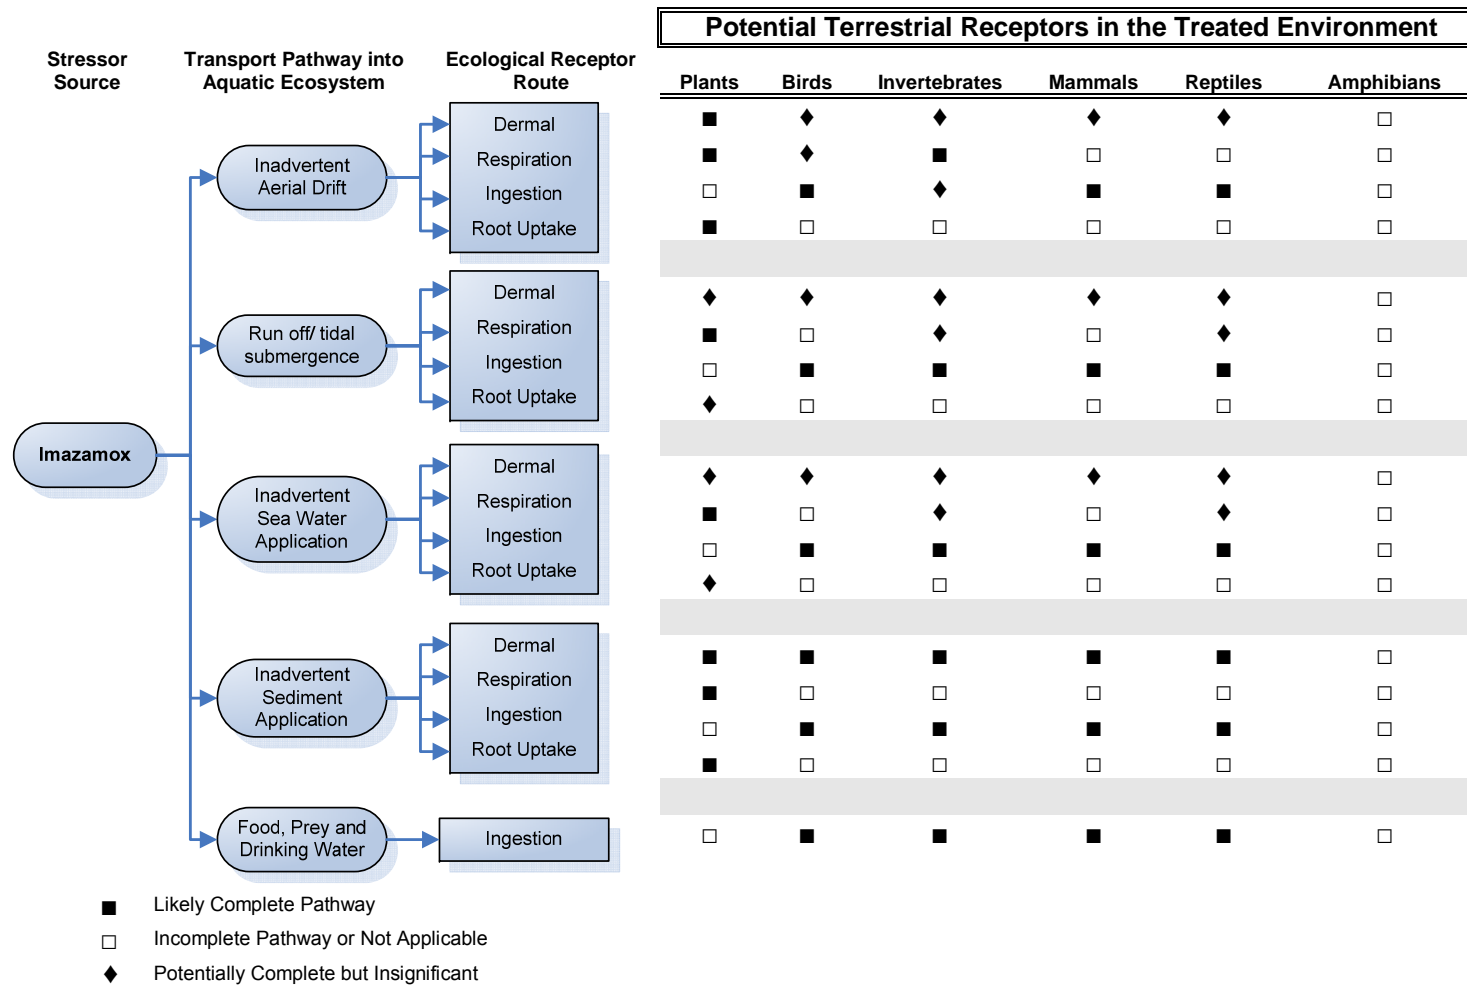 Potential Terrestrial Receptors in the Treated Environment
Stressor
Source
Transport Pathway into
Aquatic Ecosystem
Ecological Receptor
Route
Plants Birds Invertebrates Mammals Reptiles Amphibians
Imazamox
Inadvertent
Aerial Drift
Dermal
Respiration
Ingestion
Root Uptake
■ ♦ ♦ ♦ ♦ □
■ ♦ ■ □ □ □
□ ■ ♦ ■ ■ □
■ □ □ □ □ □
Run off/ tidal
submergence
Dermal
Respiration
Ingestion
Root Uptake
♦ ♦ ♦ ♦ ♦ □
■ □ ♦ □ ♦ □
□ ■ ■ ■ ■ □
♦ □ □ □ □ □
Inadvertent
Sea Water
Application
Dermal
Respiration
Ingestion
Root Uptake
♦ ♦ ♦ ♦ ♦ □
■ □ ♦ □ ♦ □
□ ■ ■ ■ ■ □
♦ □ □ □ □ □
Inadvertent
Sediment
Application
Dermal
Respiration
Ingestion
Root Uptake
■ ■ ■ ■ ■ □
■ □ □ □ □ □
□ ■ ■ ■ ■ □
■ □ □ □ □ □
Food, Prey and
Drinking Water
Ingestion
□ ■ ■ ■ ■ □
■ Likely Complete Pathway
□ Incomplete Pathway or Not Applicable
♦ Potentially Complete but Insignificant